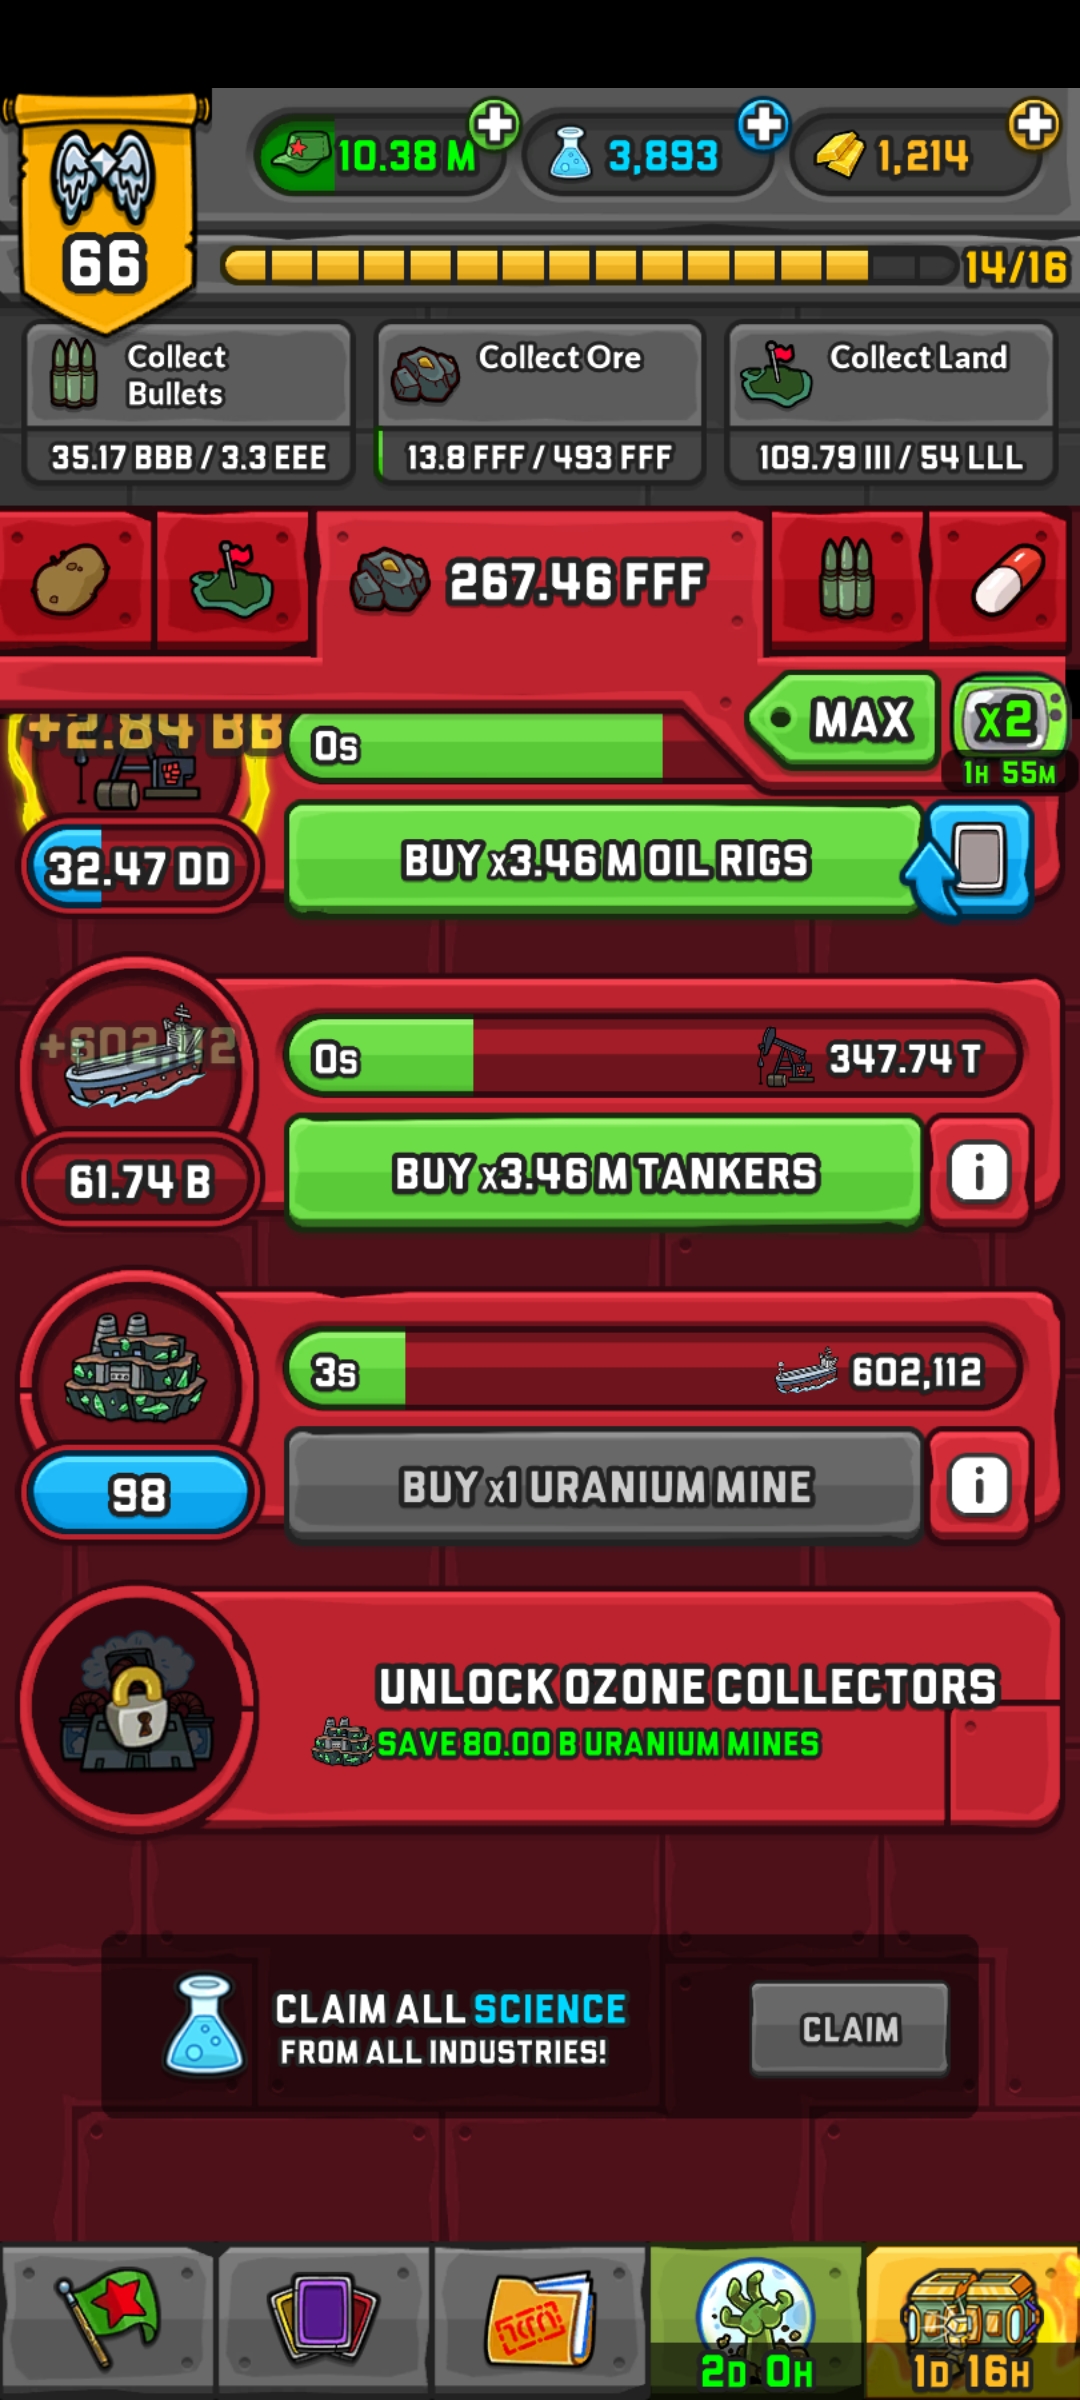 10.38 M
3,893
1,214
66
14/16
Collect
Bullets
35.17 BBB / 3.3 EEE
Collect Ore
13.8 FFF / 493 FFF
Collect Land
109.79 III / 54 LLL
267.46 FFF
MAX
x2
1H 55M
+2.84 BB
0s
32.47 DD
BUY x3.46 M OIL RIGS
+602,112
0s
347.74 T
61.74 B
BUY x3.46 M TANKERS
i
3s
602,112
98
BUY x1 URANIUM MINE
i
UNLOCK OZONE COLLECTORS
SAVE 80.00 B URANIUM MINES
CLAIM ALL SCIENCE
FROM ALL INDUSTRIES!
CLAIM
2D 0H
1D 16H